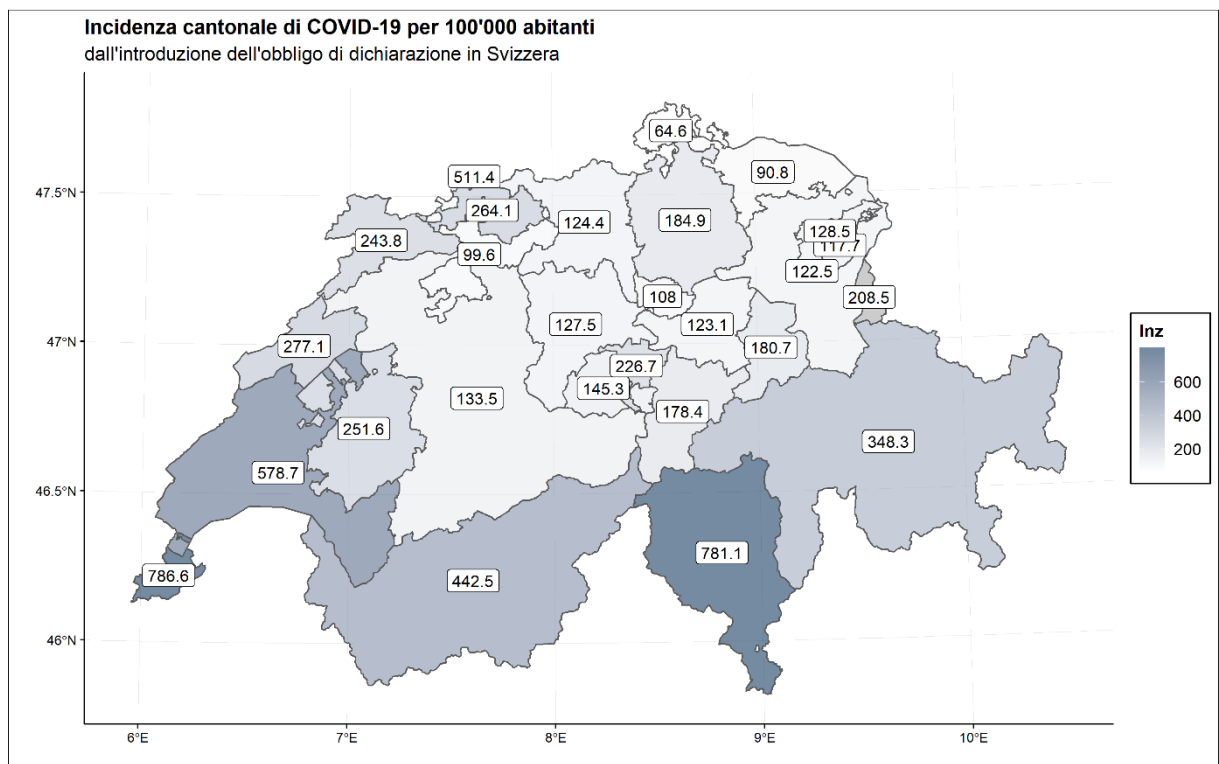 Incidenza cantonale di COVID-19 per 100'000 abitanti
dall'introduzione dell'obbligo di dichiarazione in Svizzera
64.6
90.8
511.4
47.5°N
264.1
124.4
184.9
128.5
117.7
243.8
99.6
122.5
108
208.5
127.5
123.1
47°N
277.1
180.7
226.7
145.3
133.5
178.4
251.6
348.3
578.7
46.5°N
781.1
786.6
442.5
46°N
6°E
7°E
8°E
9°E
10°E
Inz
600
400
200